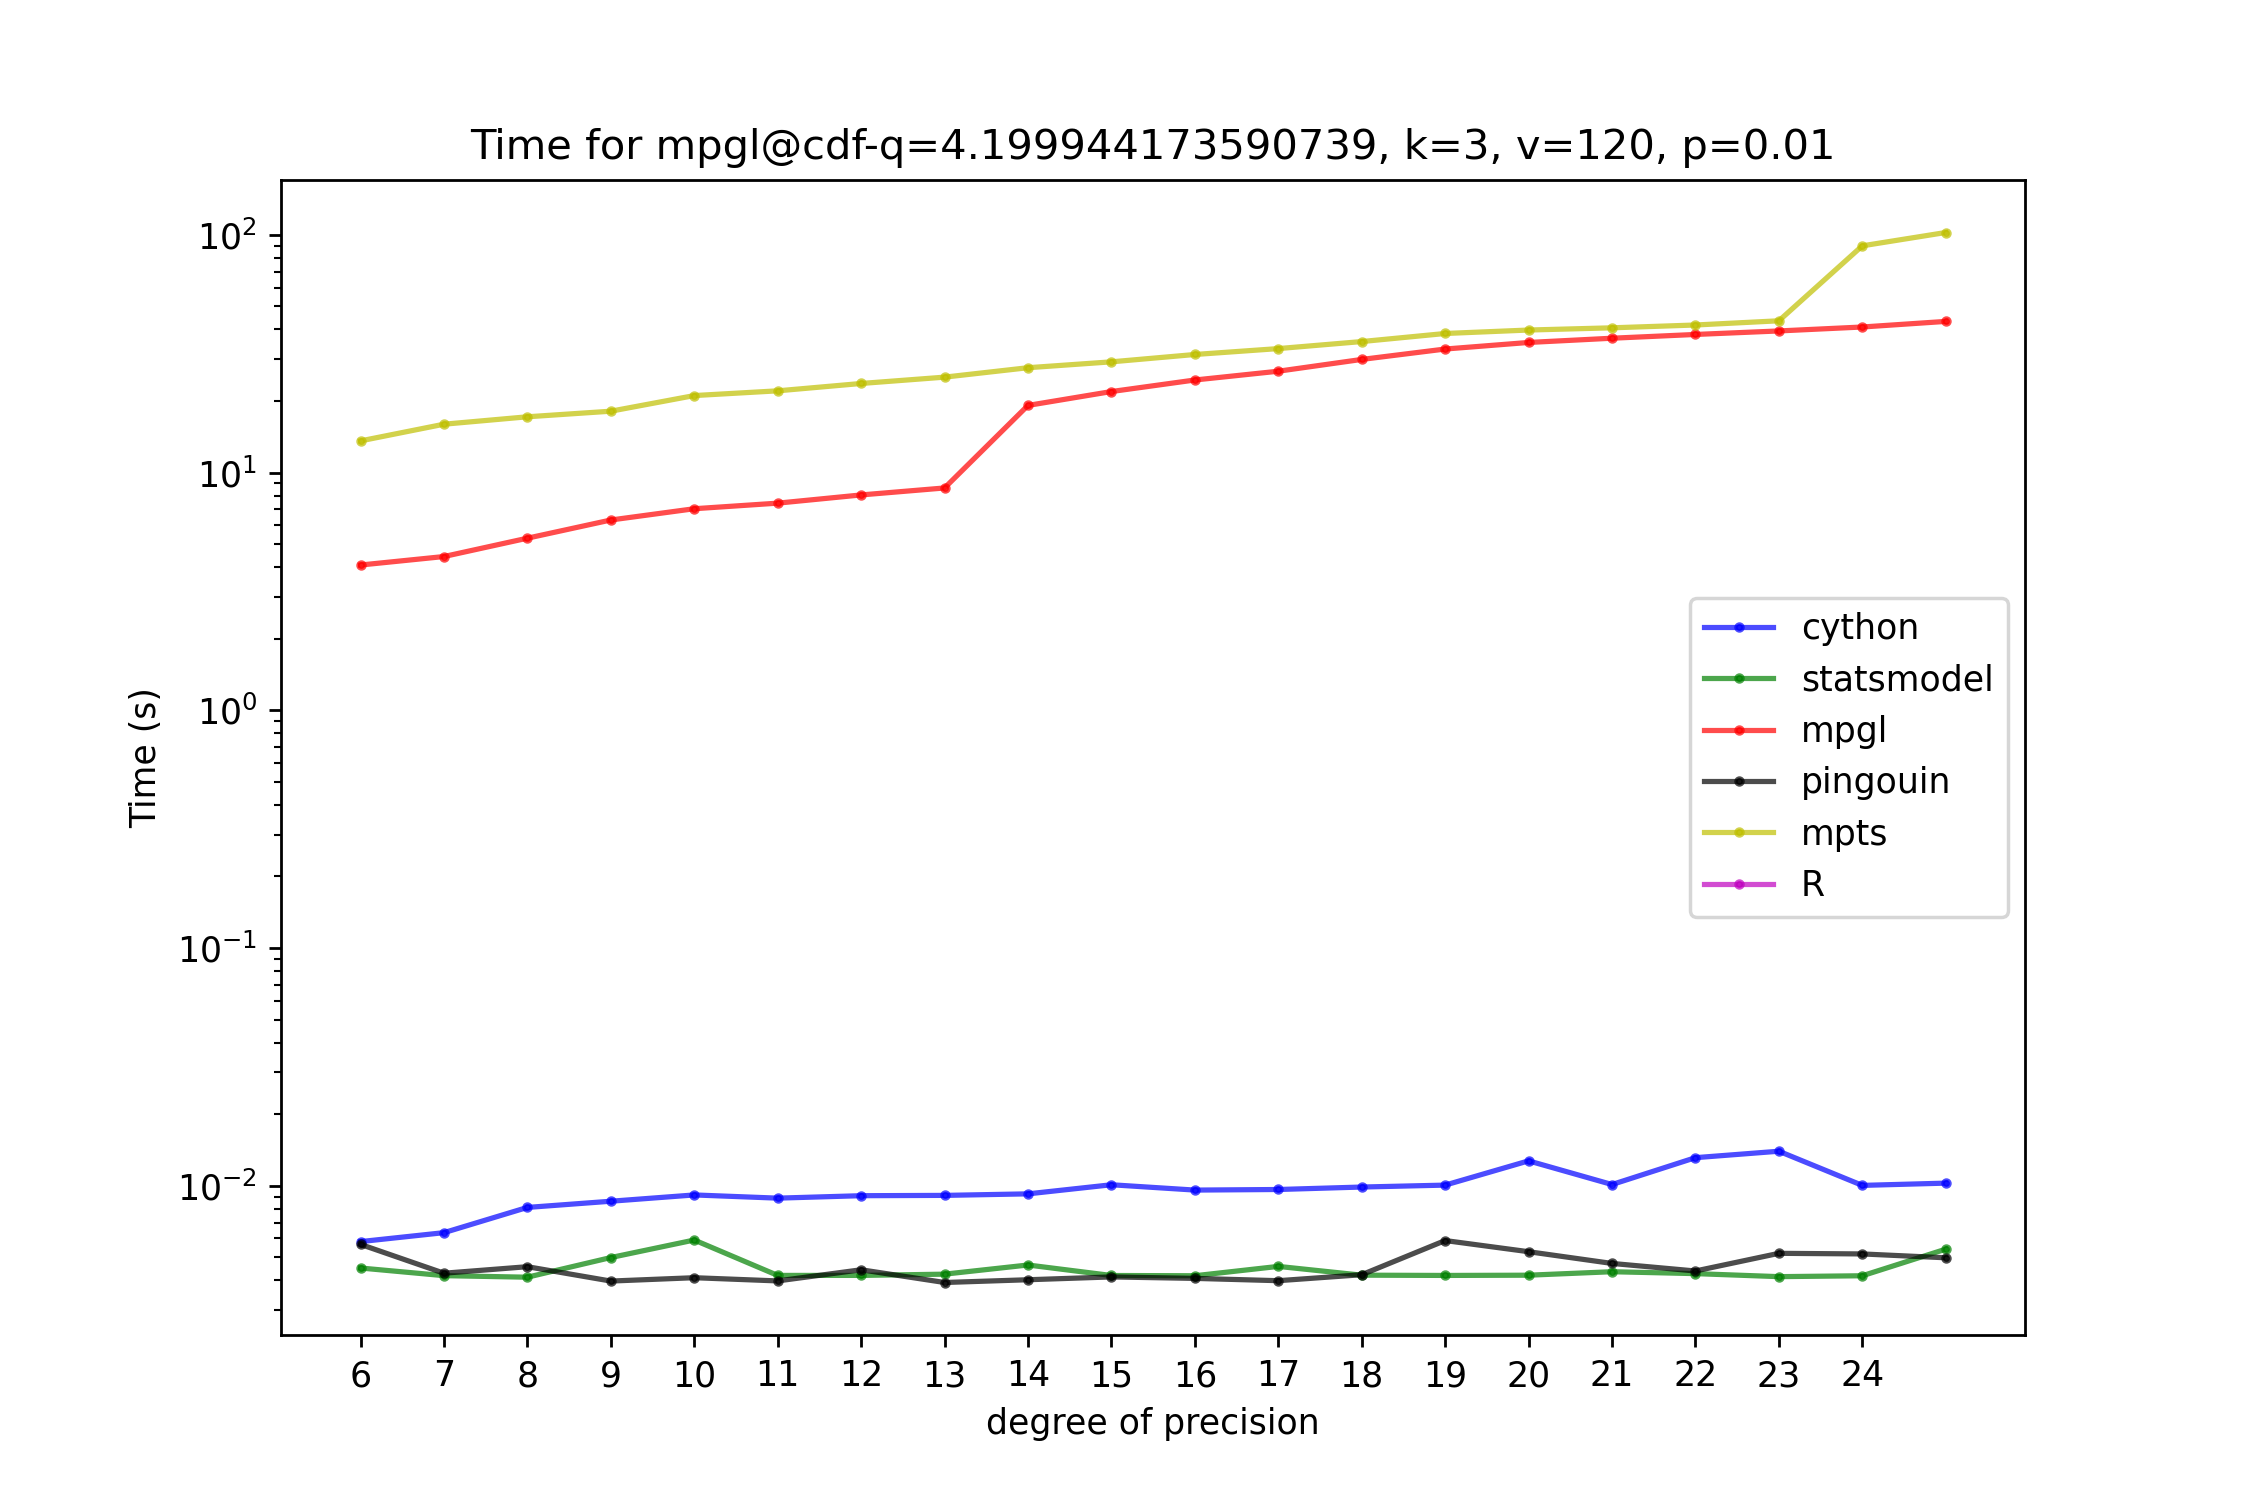 Time for mpgl@cdf-q=4.199944173590739, k=3, v=120, p=0.01
10²
10¹
10⁰
10⁻¹
10⁻²
Time (s)
cython
statsmodel
mpgl
pingouin
mpts
R
6 7 8 9 10 11 12 13 14 15 16 17 18 19 20 21 22 23 24
degree of precision